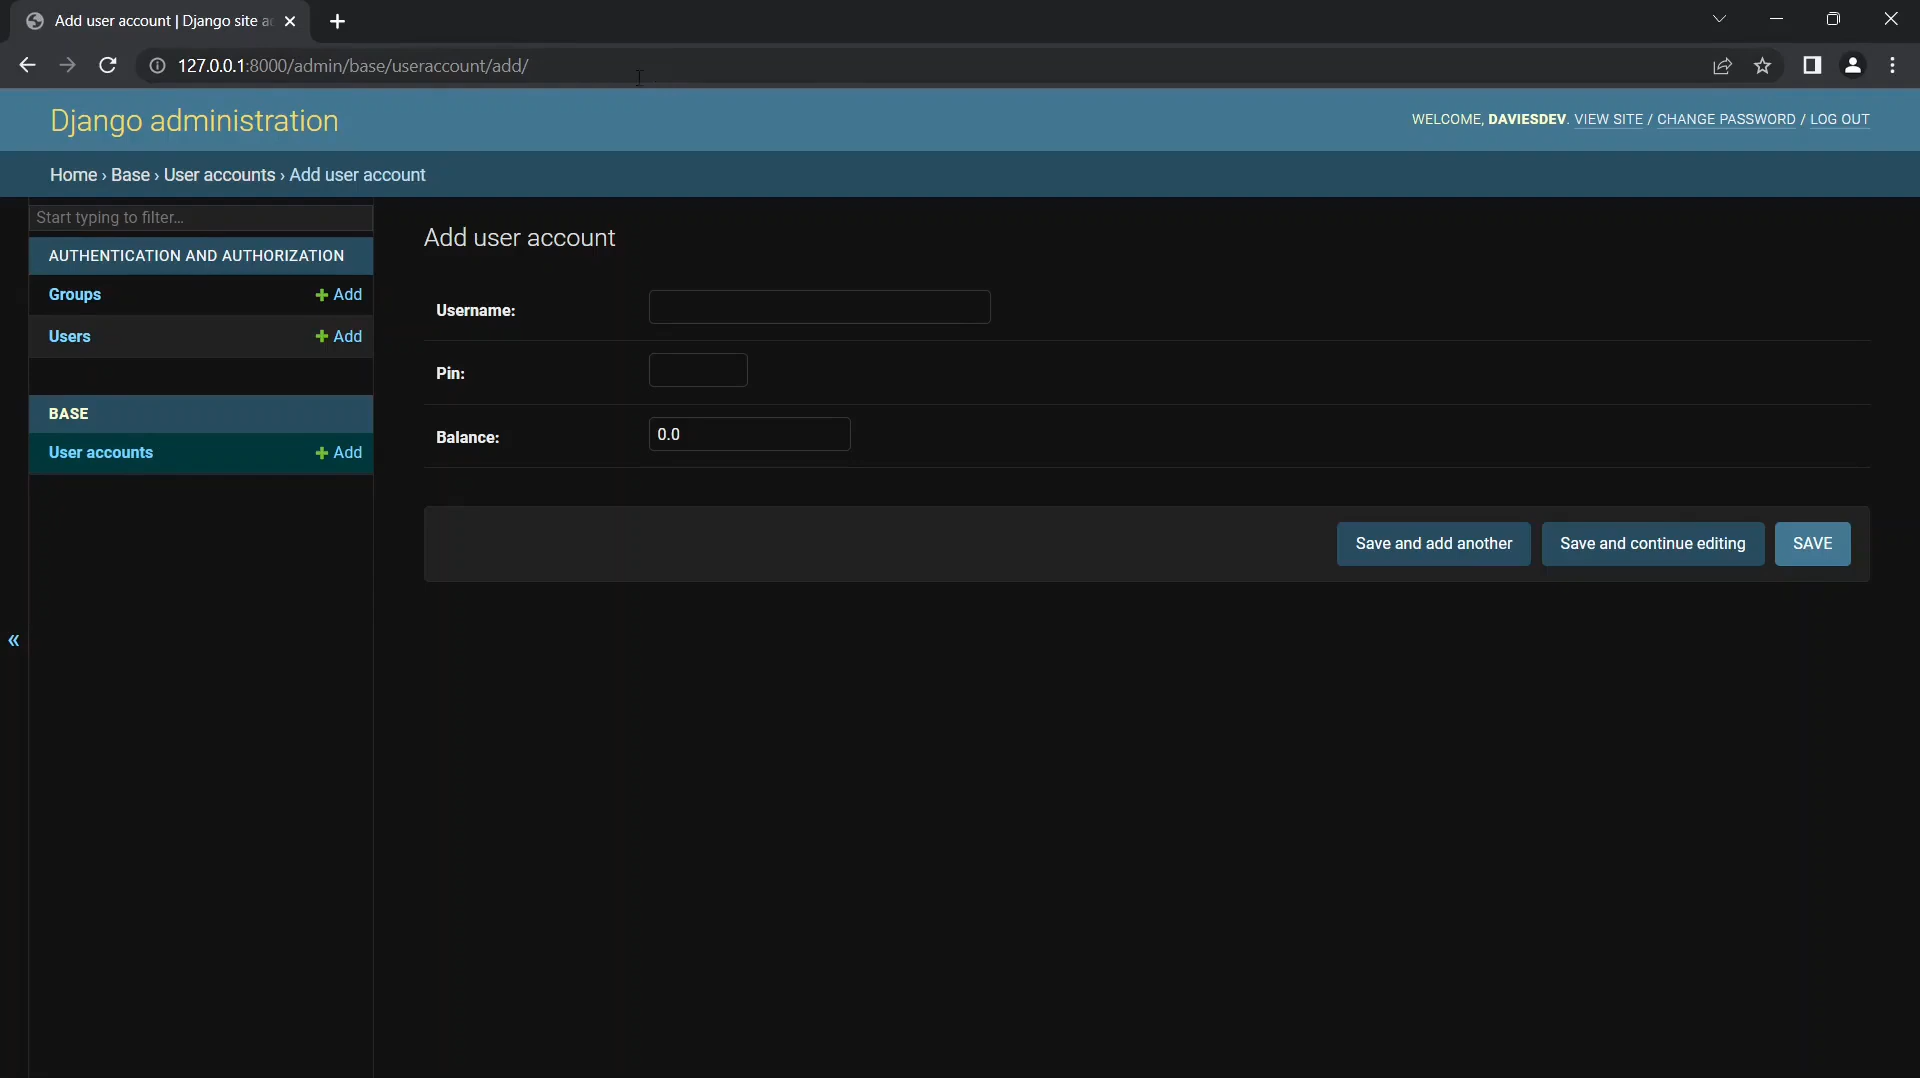 Add user account | Django site a
127.0.0.1:8000/admin/base/useraccount/add/
Django administration
WELCOME, DAVIESDEV. VIEW SITE / CHANGE PASSWORD / LOG OUT
Home › Base › User accounts › Add user account
Start typing to filter...
AUTHENTICATION AND AUTHORIZATION
Groups + Add
Users + Add
BASE
User accounts + Add
«
Add user account
Username:
Pin:
Balance: 0.0
Save and add another Save and continue editing SAVE